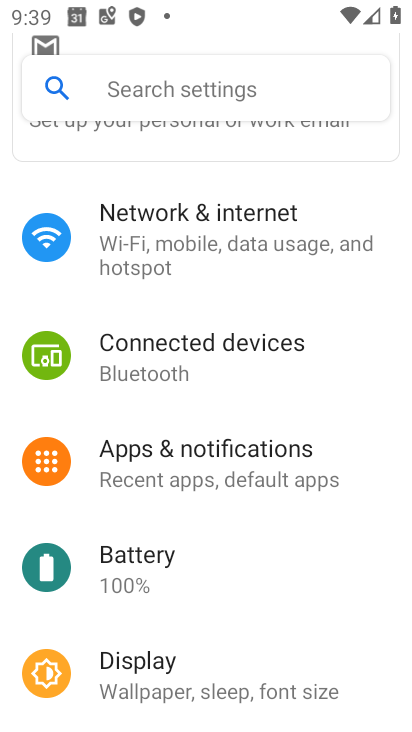 9:39
31
Search settings
Set up your personal or work email
Network & internet
Wi-Fi, mobile, data usage, and
hotspot
Connected devices
Bluetooth
Apps & notifications
Recent apps, default apps
Battery
100%
Display
Wallpaper, sleep, font size